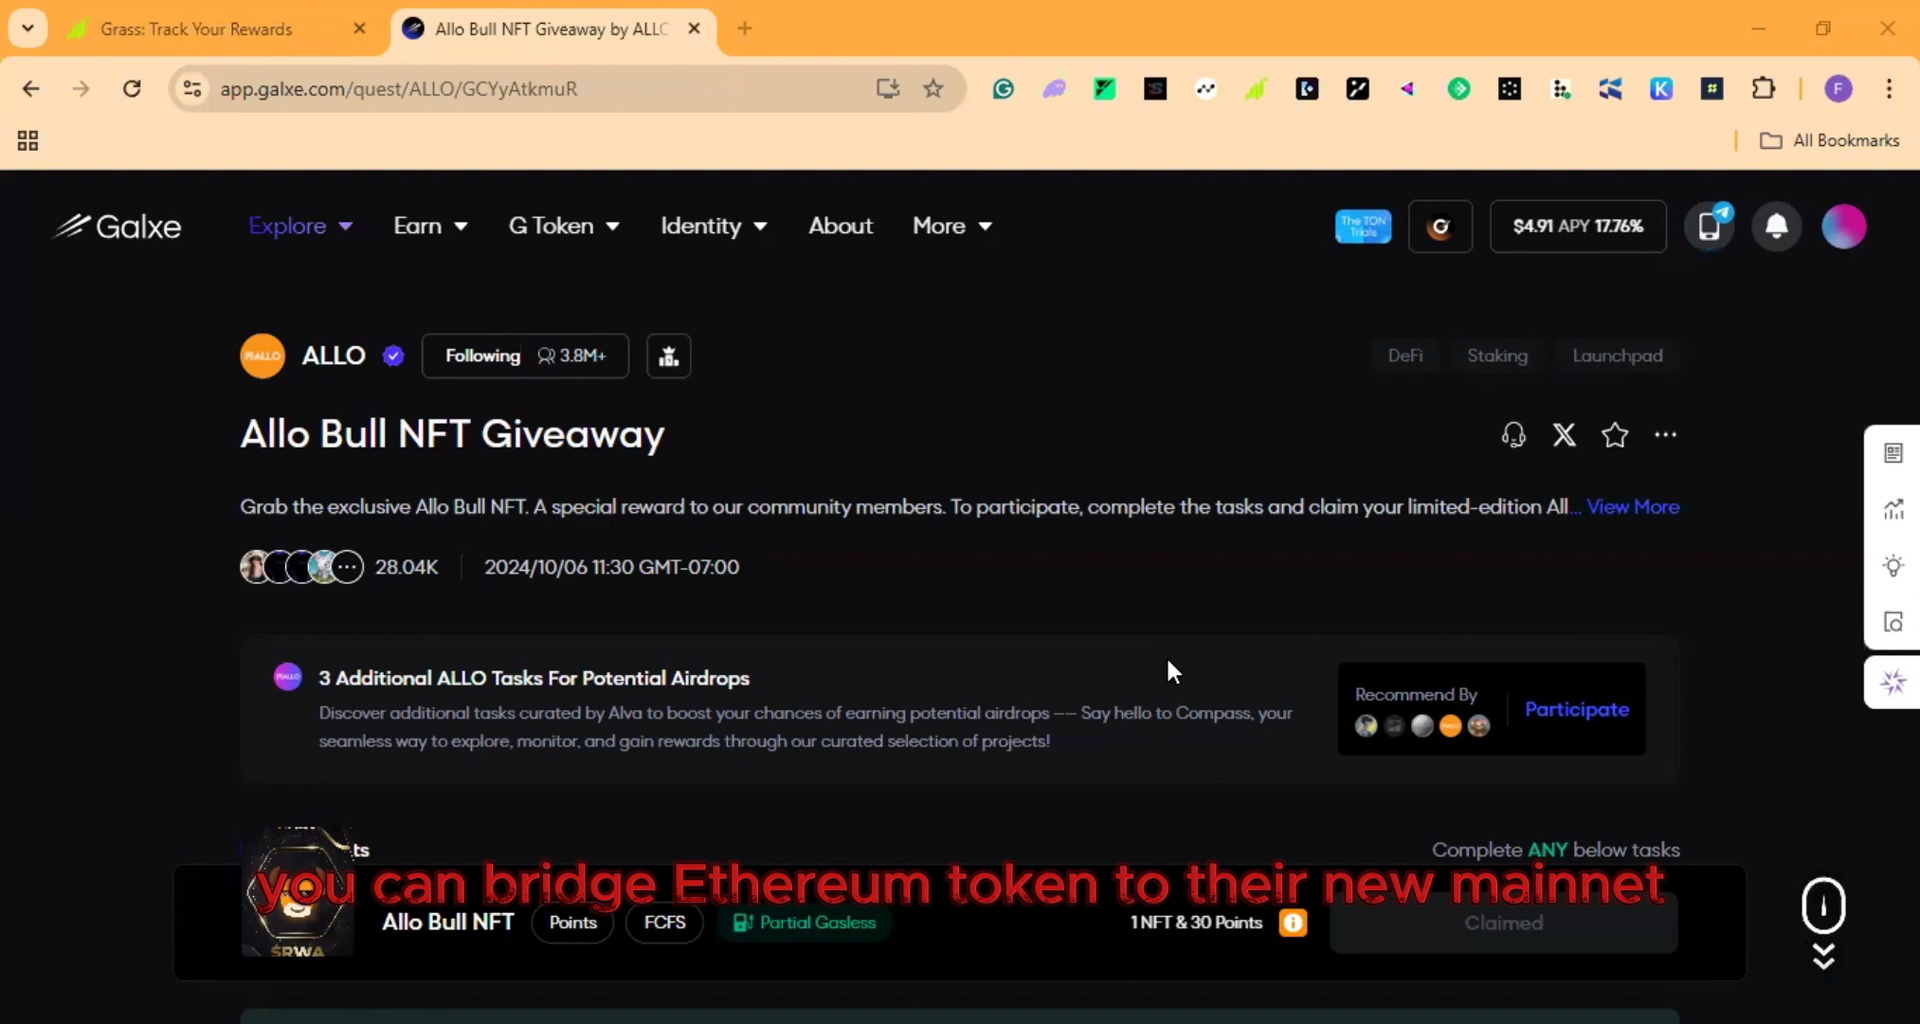 Grass: Track Your Rewards
Allo Bull NFT Giveaway by ALLO
app.galxe.com/quest/ALLO/GCYyAtkmuR
F
All Bookmarks
Galxe
Explore
Earn
G Token
Identity
About
More
The TON Trials
$4.91 APY 17.76%
ALLO
ALLO
Following 3.8M+
DeFi
Staking
Launchpad
Allo Bull NFT Giveaway
Grab the exclusive Allo Bull NFT. A special reward to our community members. To participate, complete the tasks and claim your limited-edition All... View More
28.04K
2024/10/06 11:30 GMT-07:00
3 Additional ALLO Tasks For Potential Airdrops
Discover additional tasks curated by Alva to boost your chances of earning potential airdrops —— Say hello to Compass, your
seamless way to explore, monitor, and gain rewards through our curated selection of projects!
Recommend By
Participate
ts
Complete ANY below tasks
you can bridge Ethereum token to their new mainnet
Allo Bull NFT
Points
FCFS
Partial Gasless
1 NFT & 30 Points
Claimed
$RWA